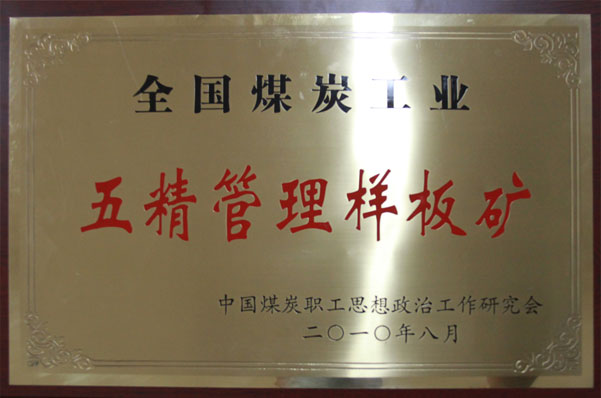 全国煤炭工业
五精管理样板矿
中国煤炭职工思想政治工作研究会
二〇一〇年八月